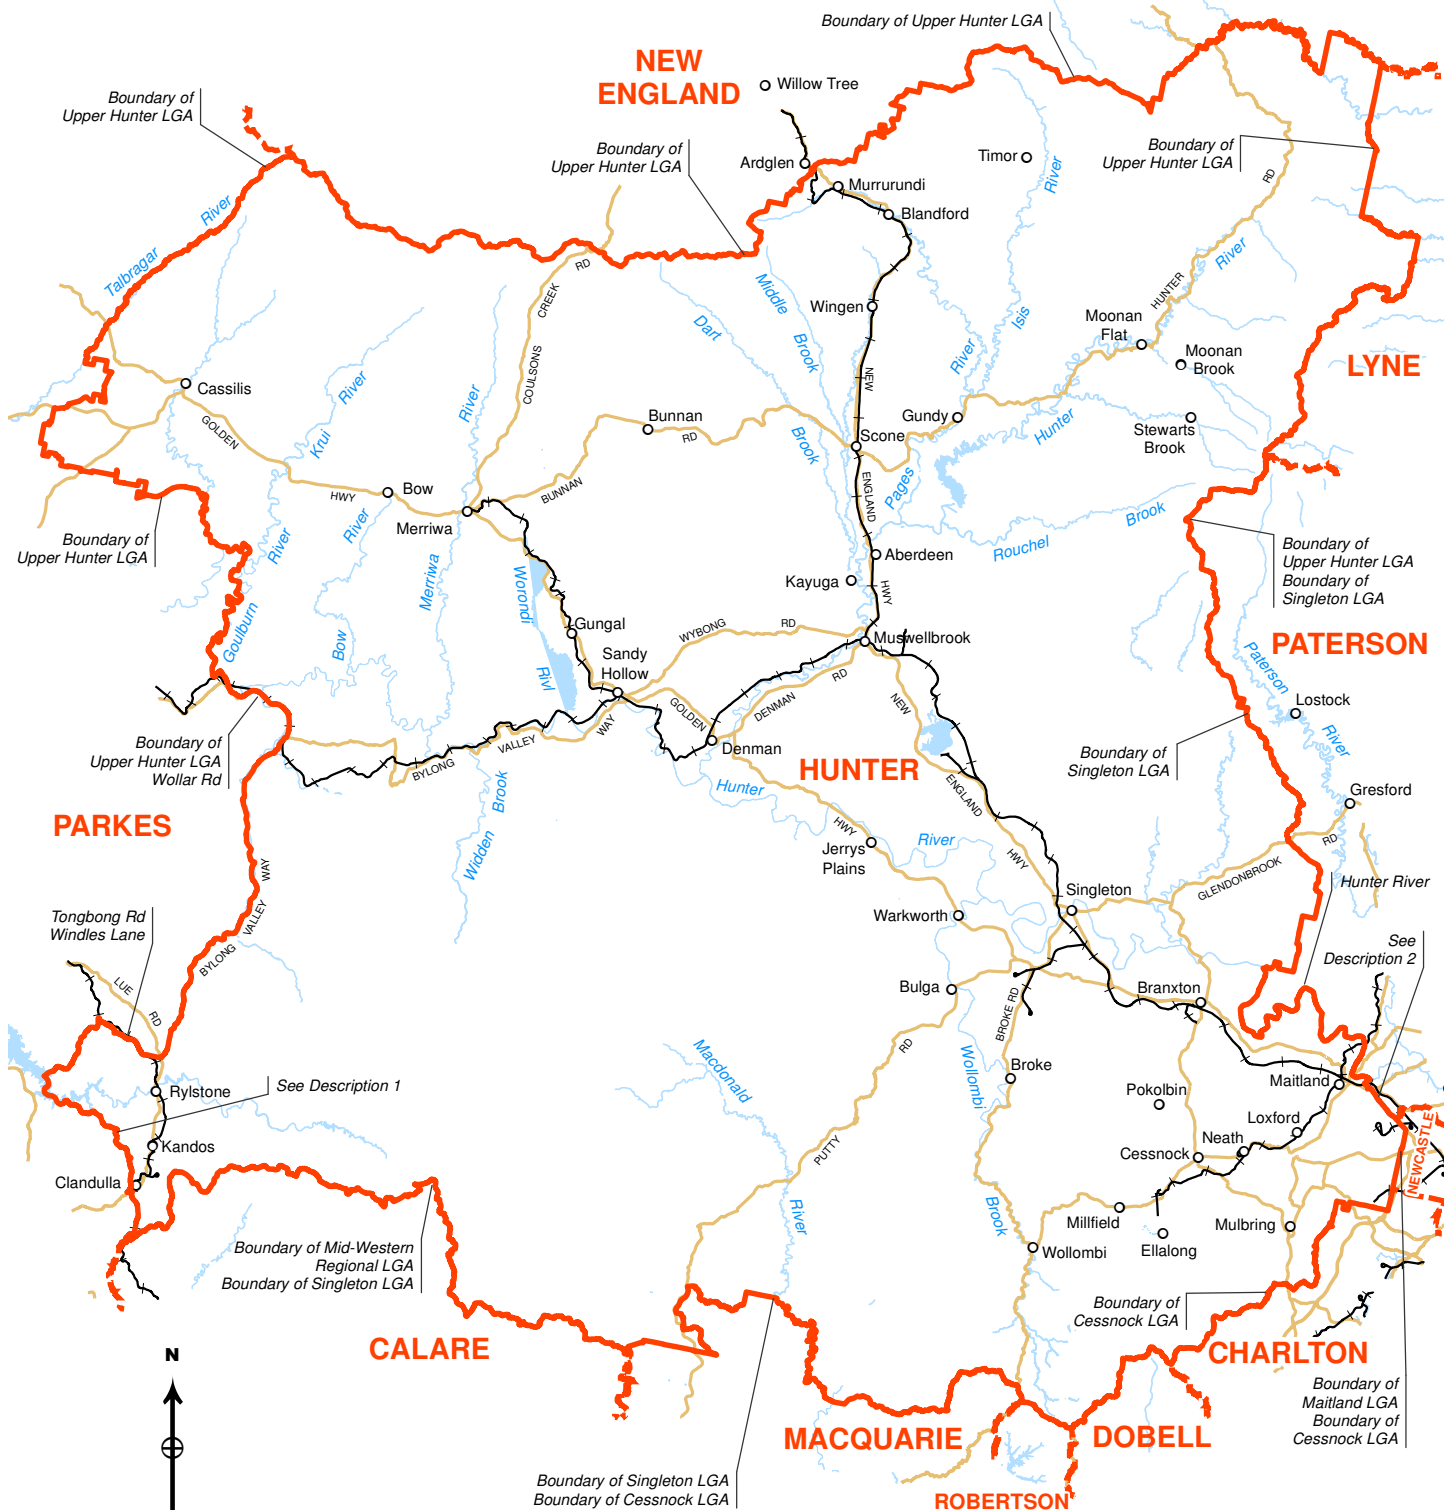 Boundary of Upper Hunter LGA
NEW
ENGLAND
Willow Tree
Boundary of
Upper Hunter LGA
Boundary of
Upper Hunter LGA
Ardglen
Murrurundi
Blandford
Timor
River
Boundary of
Upper Hunter LGA
RD
River
Talbragar
River
RD
CREEK
COULSONS
Middle
Brook
Dart
Wingen
Isis
River
HUNTER
River
Moonan
Flat
Moonan
Brook
LYNE
Cassilis
GOLDEN
Krui
River
River
Bunnan
RD
NEW
Brook
Scone
Gundy
Hunter
Stewarts
Brook
HWY
Bow
Merriwa
BUNNAN
ENGLAND
Pages
Brook
Rouchel
Boundary of
Upper Hunter LGA
River
River
Merriwa
Worondi
Rivl
Aberdeen
Kayuga
HWY
Boundary of
Upper Hunter LGA
Boundary of
Singleton LGA
Goulburn
Bow
Gungal
Sandy
Hollow
WYBONG
RD
Muswellbrook
PATERSON
Paterson
River
Lostock
GOLDEN
DENMAN
RD
NEW
Boundary of
Upper Hunter LGA
Wollar Rd
BYLONG
VALLEY
WAY
Denman
HUNTER
Boundary of
Singleton LGA
Hunter
ENGLAND
Gresford
PARKES
Widden
Brook
HWY
Jerrys
Plains
River
HWY
RD
GLENDONBROOK
Hunter River
WAY
VALLEY
BYLONG
Tongbong Rd
Windles Lane
Singleton
Warkworth
See
Description 2
LUE
RD
Bulga
Branxton
BROKE RD
RD
Macdonald
Wollombi
Broke
Rylstone
See Description 1
Pokolbin
Maitland
Loxford
NEWCASTLE
Kandos
PUTTY
Cessnock
Neath
Clandulla
River
Brook
Millfield
Mulbring
Boundary of Mid-Western
Regional LGA
Boundary of Singleton LGA
Wollombi
Ellalong
Boundary of
Cessnock LGA
CALARE
N
CHARLTON
Boundary of
Maitland LGA
Boundary of
Cessnock LGA
MACQUARIE
DOBELL
Boundary of Singleton LGA
Boundary of Cessnock LGA
ROBERTSON